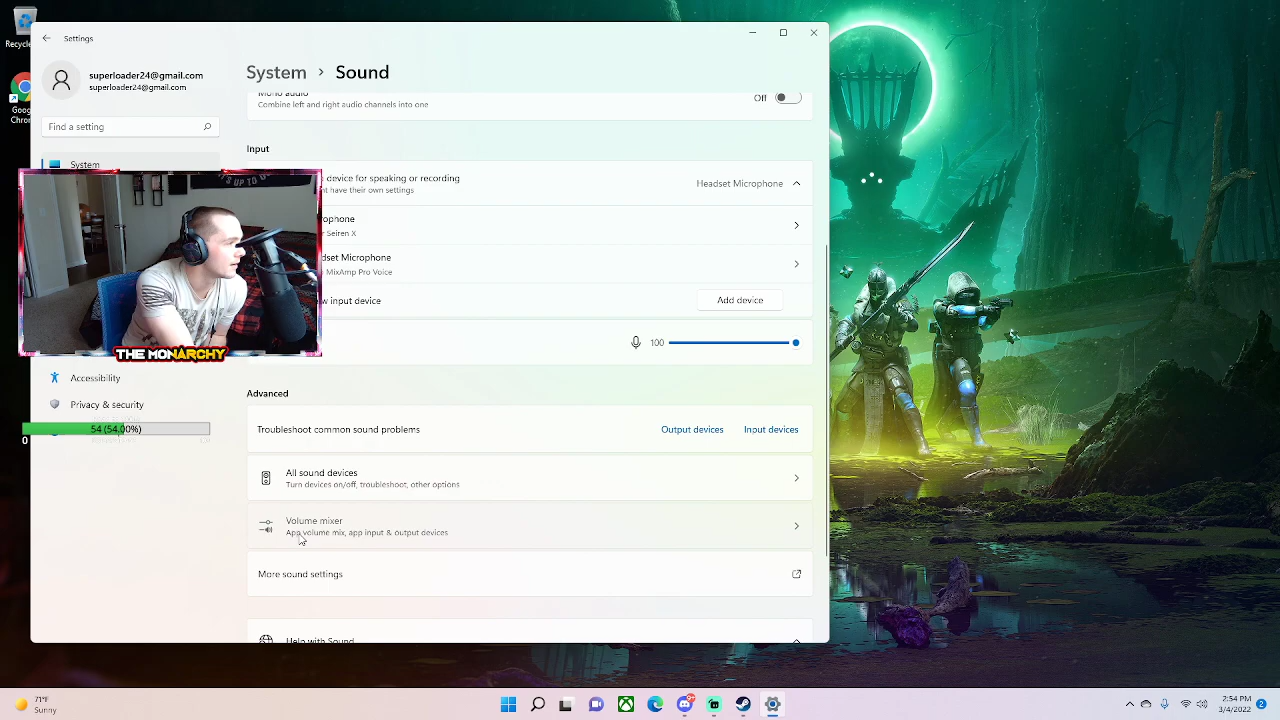 Settings
superloader24@gmail.com
superloader24@gmail.com
Find a setting
System
System > Sound
Mono audio
Combine left and right audio channels into one
Off
Input
device for speaking or recording
have their own settings
Headset Microphone
Seiren X
Microphone
MixAmp Pro Voice
input device
Add device
100
THE MONARCHY
Accessibility
Privacy & security
54 (54.00%)
0
Advanced
Troubleshoot common sound problems
Output devices
Input devices
All sound devices
Turn devices on/off, troubleshoot, other options
Volume mixer
App volume mix, app input & output devices
More sound settings
Help with Sound
71°F
Sunny
2:54 PM
3/4/2022
2